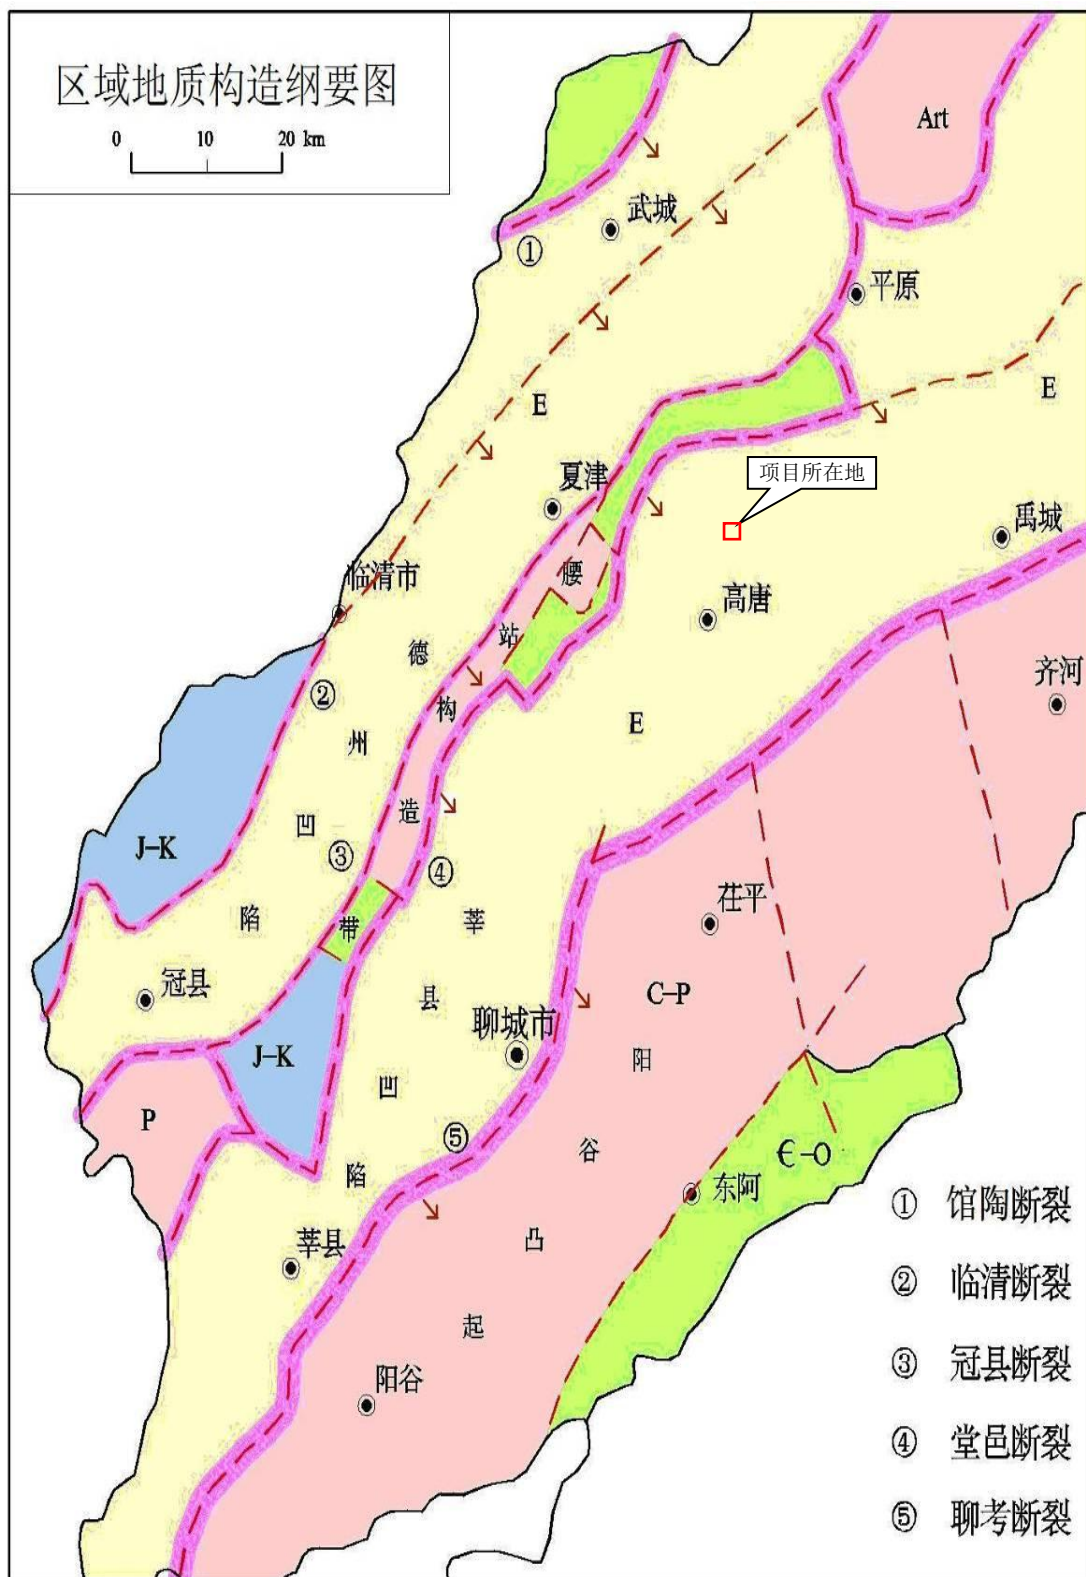 区域地质构造纲要图
0 10 20 km
Art
武城
①
平原
E
E
项目所在地
夏津
禹城
腰
临清市
高唐
站
德
齐河
②
构
E
州
造
凹
J-K
③
④
茌平
陷
带
莘
冠县
C-P
县
聊城市
J-K
阳
凹
P
⑤
谷
Є-O
陷
东阿
① 馆陶断裂
凸
莘县
② 临清断裂
起
③ 冠县断裂
阳谷
④ 堂邑断裂
⑤ 聊考断裂